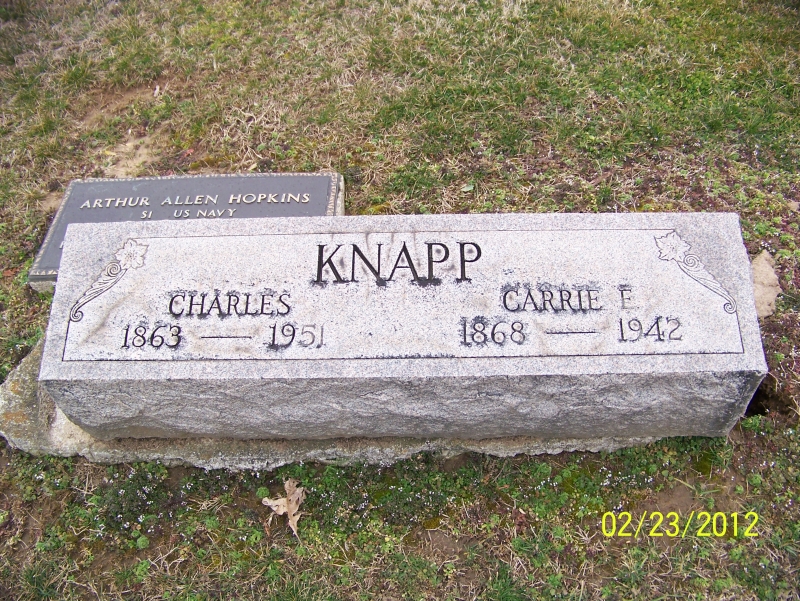 ARTHUR ALLEN HOPKINS
S1 US NAVY
KNAPP
CHARLES CARRIE E
1863 — 1951 1868 — 1942
02/23/2012